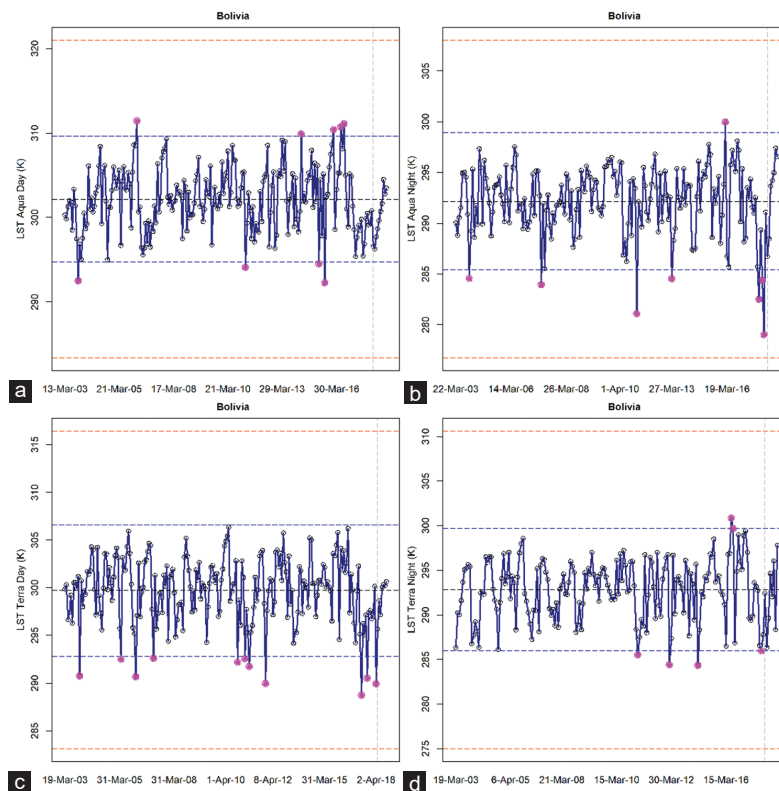 Bolivia
LST Aqua Day (K)
320
310
300
290
13-Mar-03 21-Mar-05 17-Mar-08 21-Mar-10 29-Mar-13 30-Mar-16
a
Bolivia
LST Aqua Night (K)
305
300
295
290
285
280
22-Mar-03 14-Mar-06 26-Mar-08 1-Apr-10 27-Mar-13 19-Mar-16
b
Bolivia
LST Terra Day (K)
315
310
305
300
295
290
285
19-Mar-03 31-Mar-05 31-Mar-08 1-Apr-10 8-Apr-12 31-Mar-15 2-Apr-18
c
Bolivia
LST Terra Night (K)
310
305
300
295
290
285
280
275
19-Mar-03 6-Apr-05 21-Mar-08 15-Mar-10 30-Mar-12 15-Mar-16
d